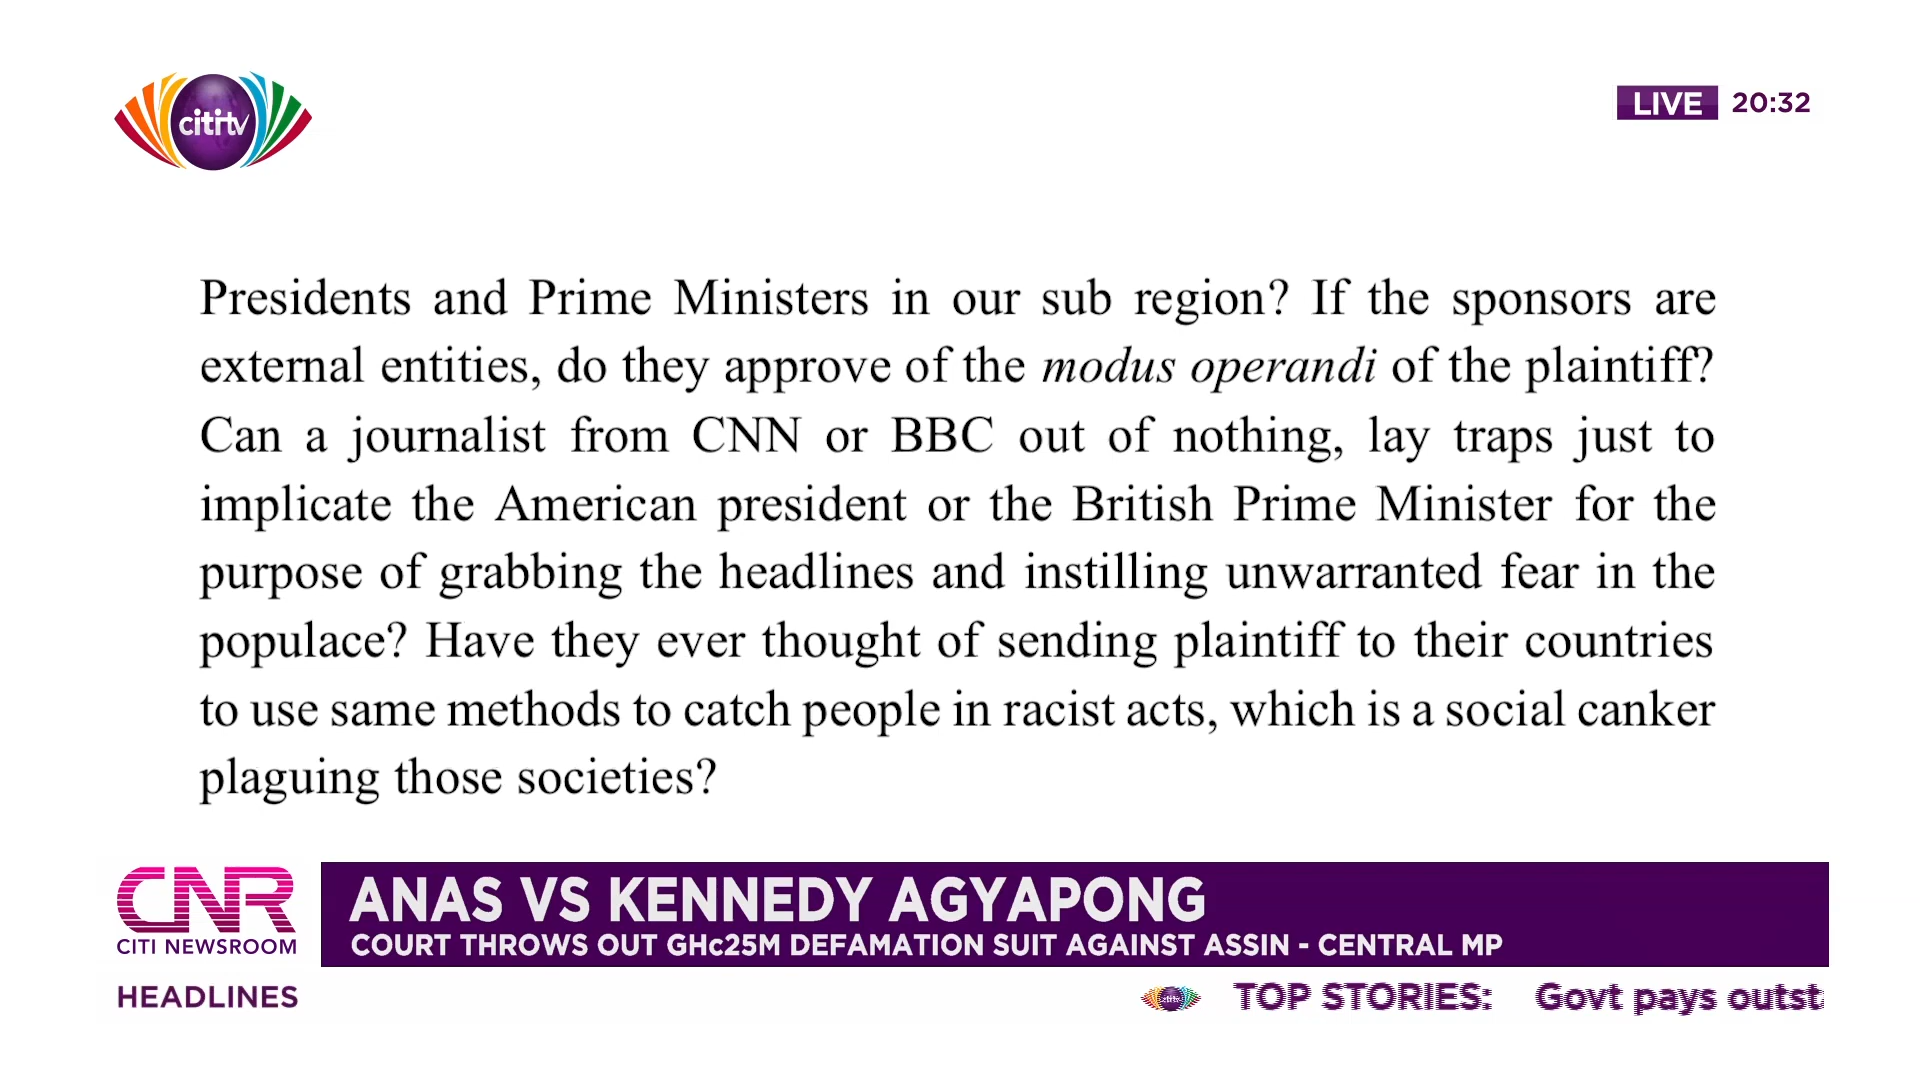 citi tv
LIVE 20:32
Presidents and Prime Ministers in our sub region? If the sponsors are
external entities, do they approve of the modus operandi of the plaintiff?
Can a journalist from CNN or BBC out of nothing, lay traps just to
implicate the American president or the British Prime Minister for the
purpose of grabbing the headlines and instilling unwarranted fear in the
populace? Have they ever thought of sending plaintiff to their countries
to use same methods to catch people in racist acts, which is a social canker
plaguing those societies?
CNR
CITI NEWSROOM
ANAS VS KENNEDY AGYAPONG
COURT THROWS OUT GHc25M DEFAMATION SUIT AGAINST ASSIN - CENTRAL MP
HEADLINES
citi tv TOP STORIES: Govt pays outst